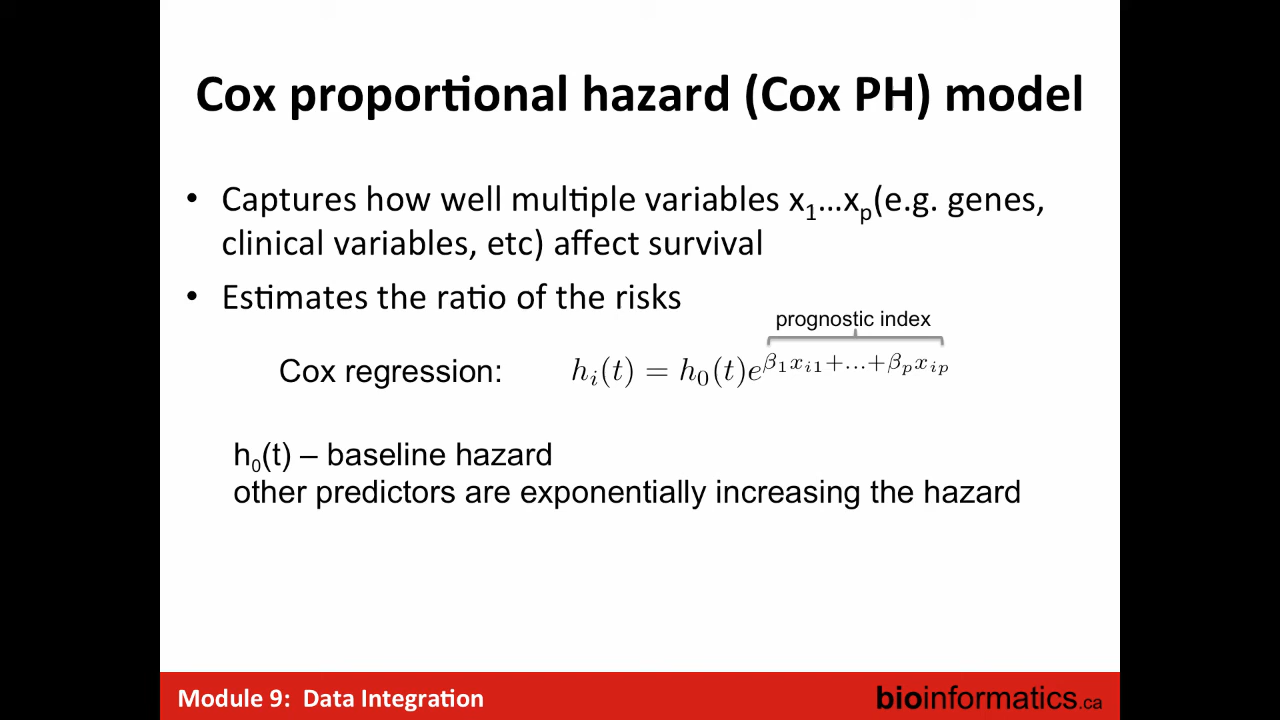 Cox proportional hazard (Cox PH) model
• Captures how well multiple variables x₁…xₚ(e.g. genes,
clinical variables, etc) affect survival
• Estimates the ratio of the risks
prognostic index
Cox regression: hᵢ(t) = h₀(t)e^{β₁xᵢ₁+...+βₚxᵢₚ}
h₀(t) – baseline hazard
other predictors are exponentially increasing the hazard
Module 9: Data Integration
bioinformatics.ca